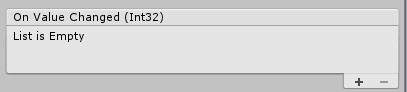 On Value Changed (Int32)
List is Empty